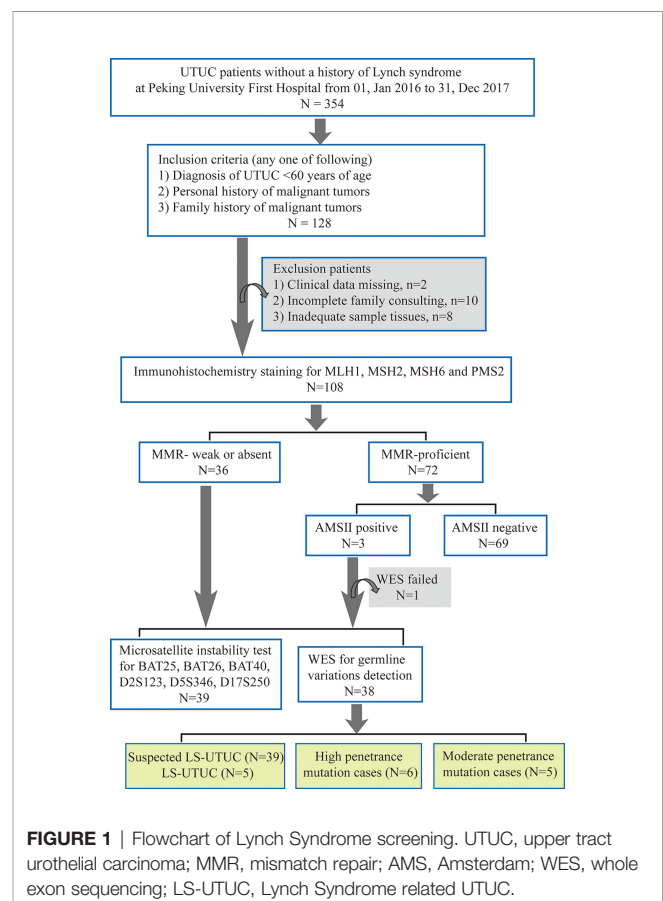 UTUC patients without a history of Lynch syndrome
at Peking University First Hospital from 01, Jan 2016 to 31, Dec 2017
N = 354
Inclusion criteria (any one of following)
1) Diagnosis of UTUC <60 years of age
2) Personal history of malignant tumors
3) Family history of malignant tumors
N = 128
Exclusion patients
1) Clinical data missing, n=2
2) Incomplete family consulting, n=10
3) Inadequate sample tissues, n=8
Immunohistochemistry staining for MLH1, MSH2, MSH6 and PMS2
N=108
MMR- weak or absent
N=36
MMR-proficient
N=72
AMSII positive
N=3
AMSII negative
N=69
WES failed
N=1
Microsatellite instability test
for BAT25, BAT26, BAT40,
D2S123, D5S346, D17S250
N=39
WES for germline
variations detection
N=38
Suspected LS-UTUC (N=39)
LS-UTUC (N=5)
High penetrance
mutation cases (N=6)
Moderate penetrance
mutation cases (N=5)
FIGURE 1 | Flowchart of Lynch Syndrome screening. UTUC, upper tract
urothelial carcinoma; MMR, mismatch repair; AMS, Amsterdam; WES, whole
exon sequencing; LS-UTUC, Lynch Syndrome related UTUC.